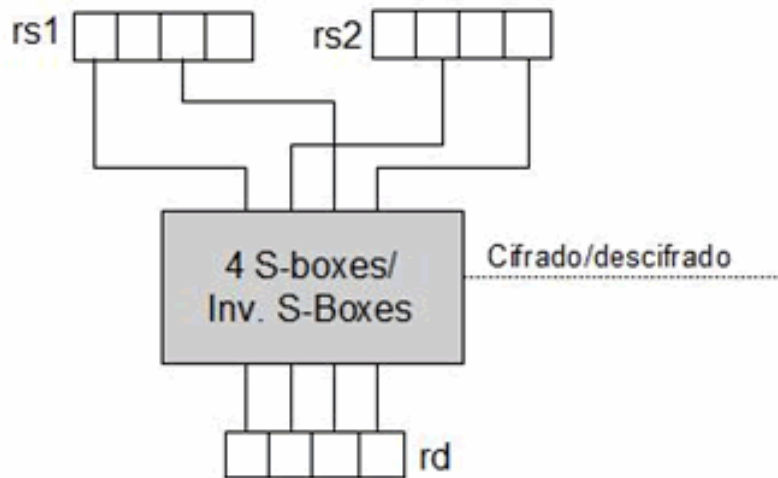 rs1
rs2
4 S-boxes/
Inv. S-Boxes
Cifrado/descifrado
rd